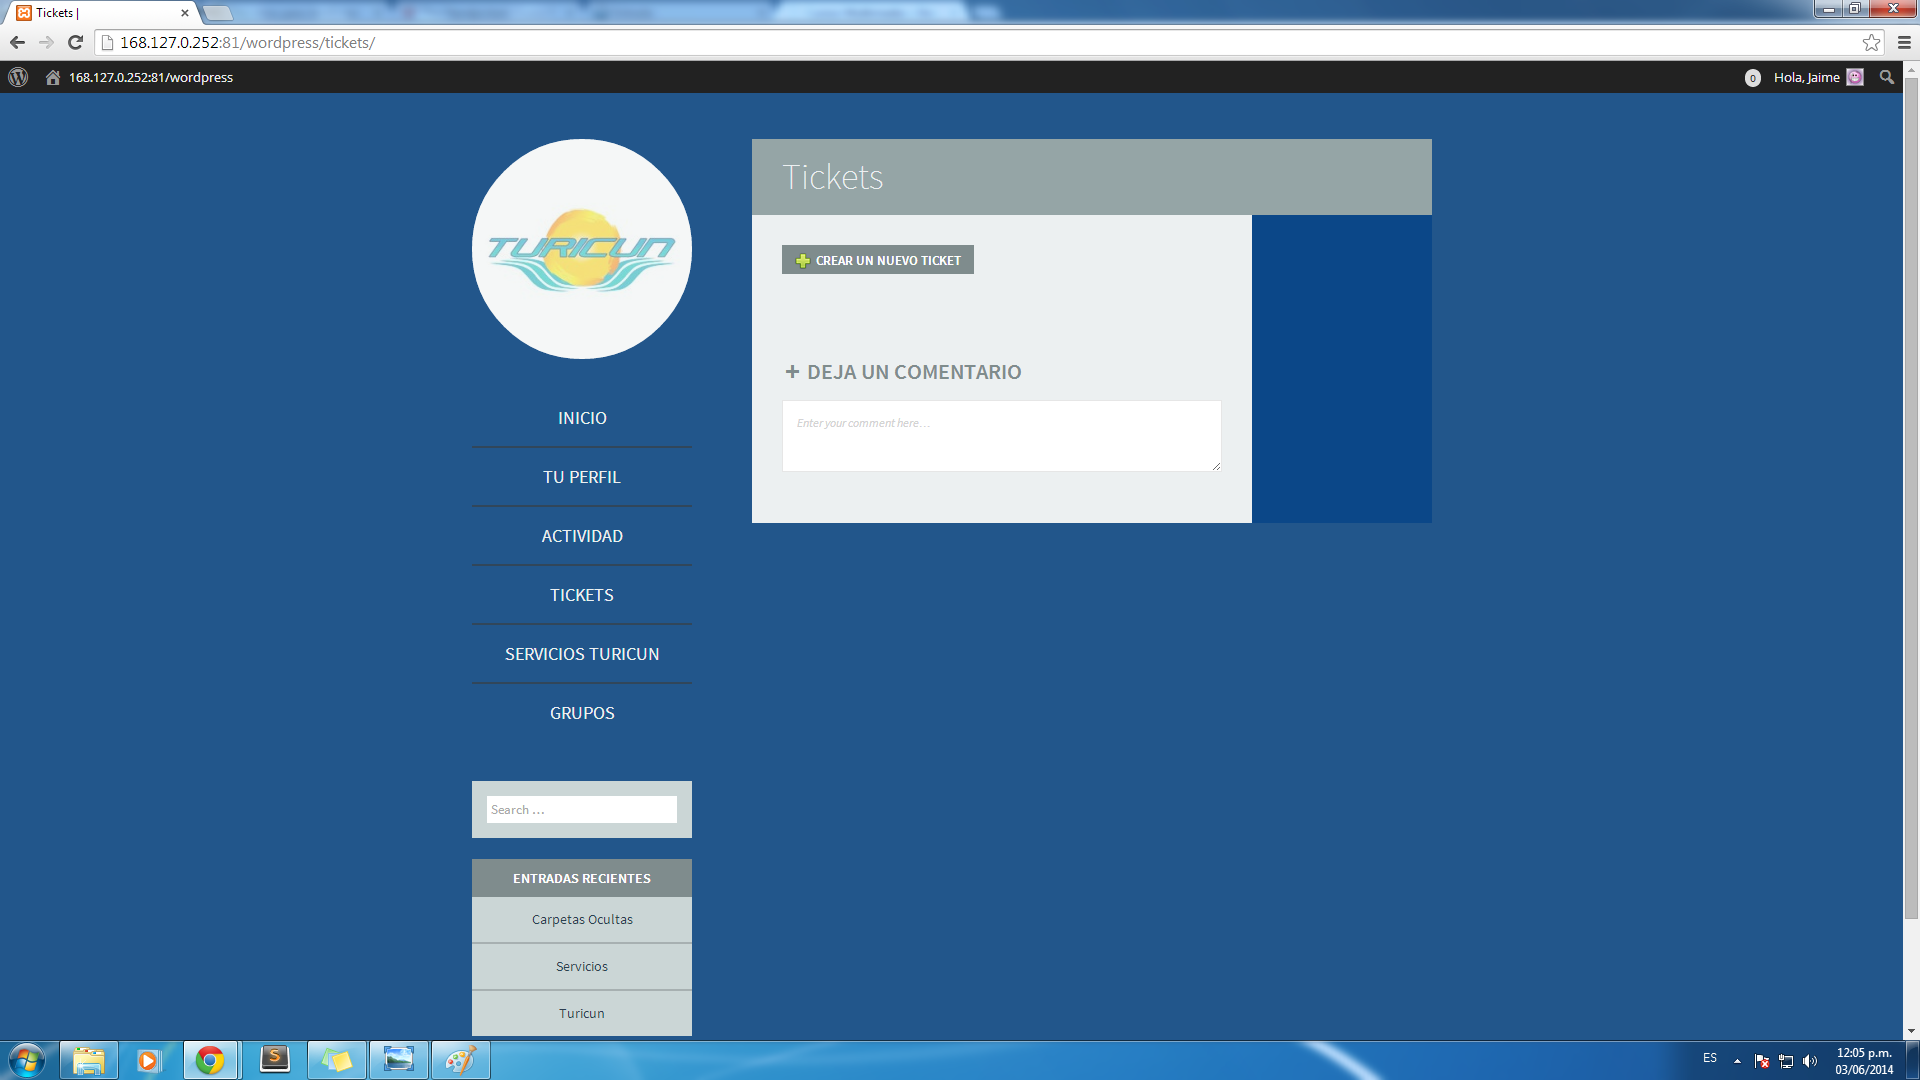 Tickets |
168.127.0.252:81/wordpress/tickets/
168.127.0.252:81/wordpress
0
Hola, Jaime
TURICUN
INICIO
TU PERFIL
ACTIVIDAD
TICKETS
SERVICIOS TURICUN
GRUPOS
Search ...
ENTRADAS RECIENTES
Carpetas Ocultas
Servicios
Turicun
Tickets
CREAR UN NUEVO TICKET
+ DEJA UN COMENTARIO
Enter your comment here...
ES
12:05 p.m.
03/06/2014